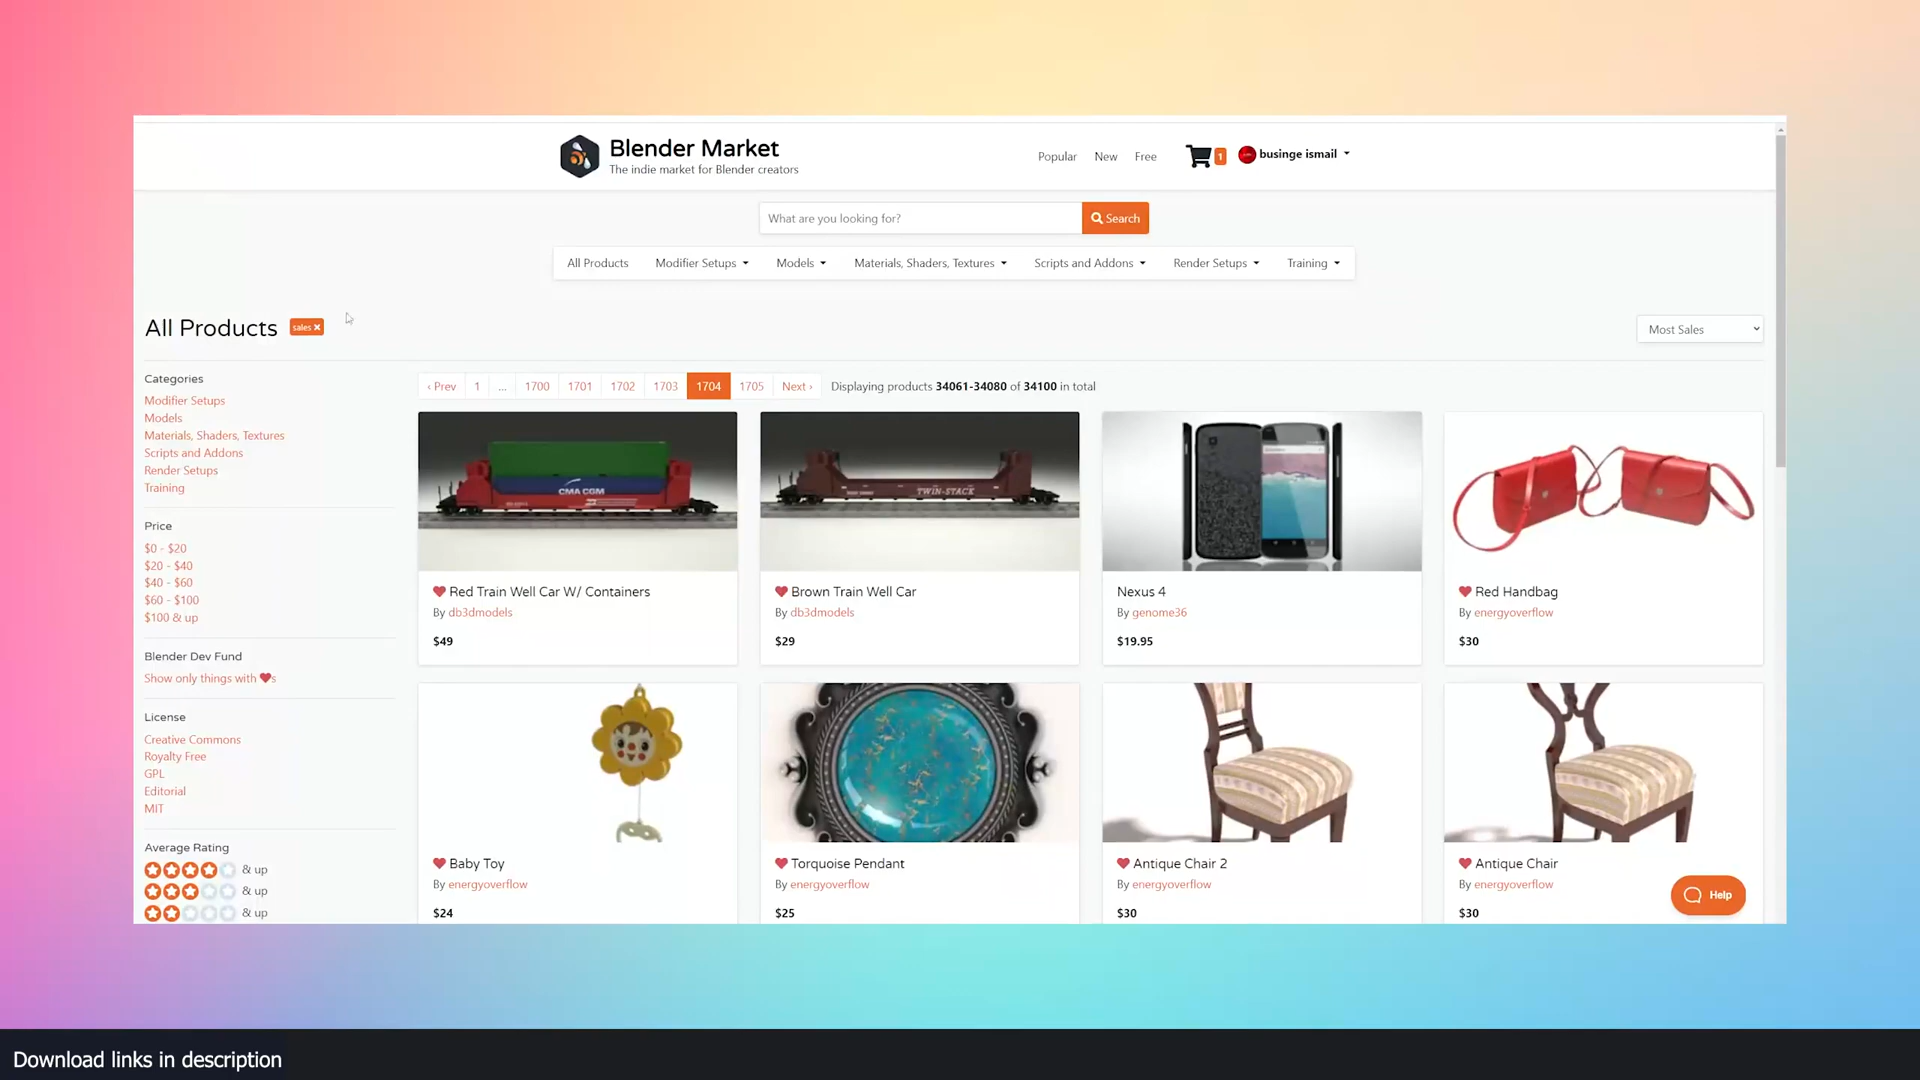 Blender Market
The indie market for Blender creators
Popular New Free 1 businge ismail
What are you looking for? Search
All Products Modifier Setups Models Materials, Shaders, Textures Scripts and Addons Render Setups Training
All Products sales × Most Sales
Categories
Modifier Setups
Models
Materials, Shaders, Textures
Scripts and Addons
Render Setups
Training
Price
$0 - $20
$20 - $40
$40 - $60
$60 - $100
$100 & up
Blender Dev Fund
Show only things with ♥s
License
Creative Commons
Royalty Free
GPL
Editorial
MIT
Average Rating
& up
& up
& up
‹ Prev 1 ... 1700 1701 1702 1703 1704 1705 Next › Displaying products 34061-34080 of 34100 in total
CMA CGM
TWIN-STACK
Red Train Well Car W/ Containers
By db3dmodels
$49
Brown Train Well Car
By db3dmodels
$29
Nexus 4
By genome36
$19.95
Red Handbag
By energyoverflow
$30
Baby Toy
By energyoverflow
$24
Torquoise Pendant
By energyoverflow
$25
Antique Chair 2
By energyoverflow
$30
Antique Chair
By energyoverflow
$30
Help
Download links in description